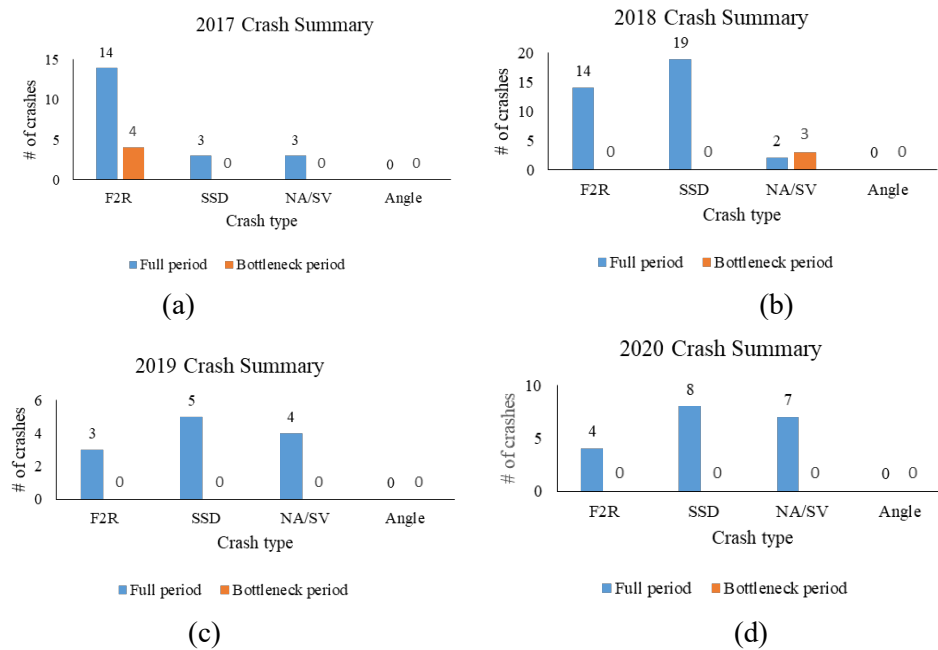 2017 Crash Summary
# of crashes
15
10
5
0
14
4
3
0
3
0
0
0
F2R
SSD
NA/SV
Angle
Crash type
Full period
Bottleneck period
(a)
2018 Crash Summary
# of crashes
20
15
10
5
0
14
0
19
0
2
3
0
0
F2R
SSD
NA/SV
Angle
Crash type
Full period
Bottleneck period
(b)
2019 Crash Summary
# of crashes
6
4
2
0
3
0
5
0
4
0
0
0
F2R
SSD
NA/SV
Angle
Crash type
Full period
Bottleneck period
(c)
2020 Crash Summary
# of crashes
10
5
0
4
0
8
0
7
0
0
0
F2R
SSD
NA/SV
Angle
Crash type
Full period
Bottleneck period
(d)